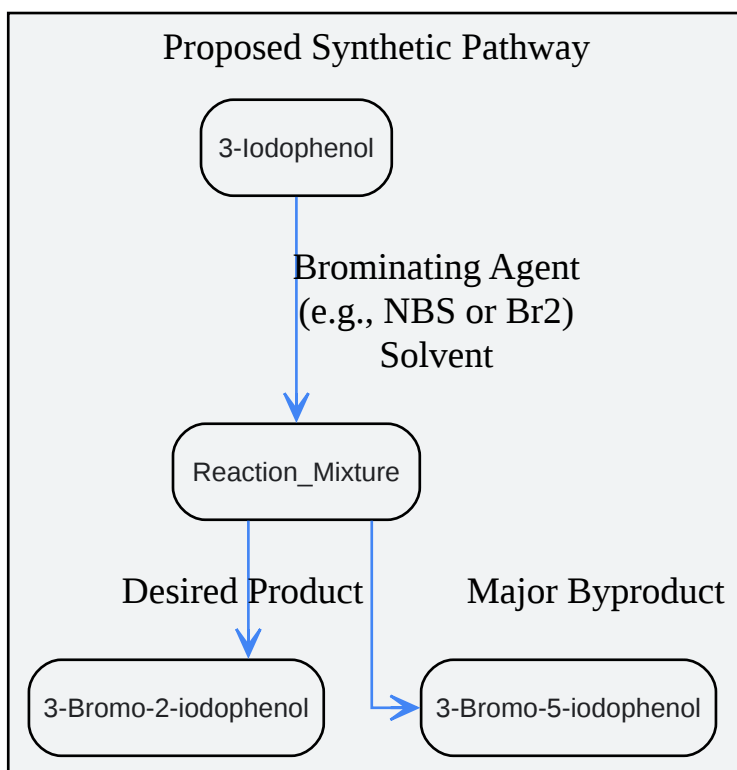 Proposed Synthetic Pathway
3-Iodophenol
Brominating Agent
(e.g., NBS or Br2)
Solvent
Reaction_Mixture
Desired Product
Major Byproduct
3-Bromo-2-iodophenol
3-Bromo-5-iodophenol